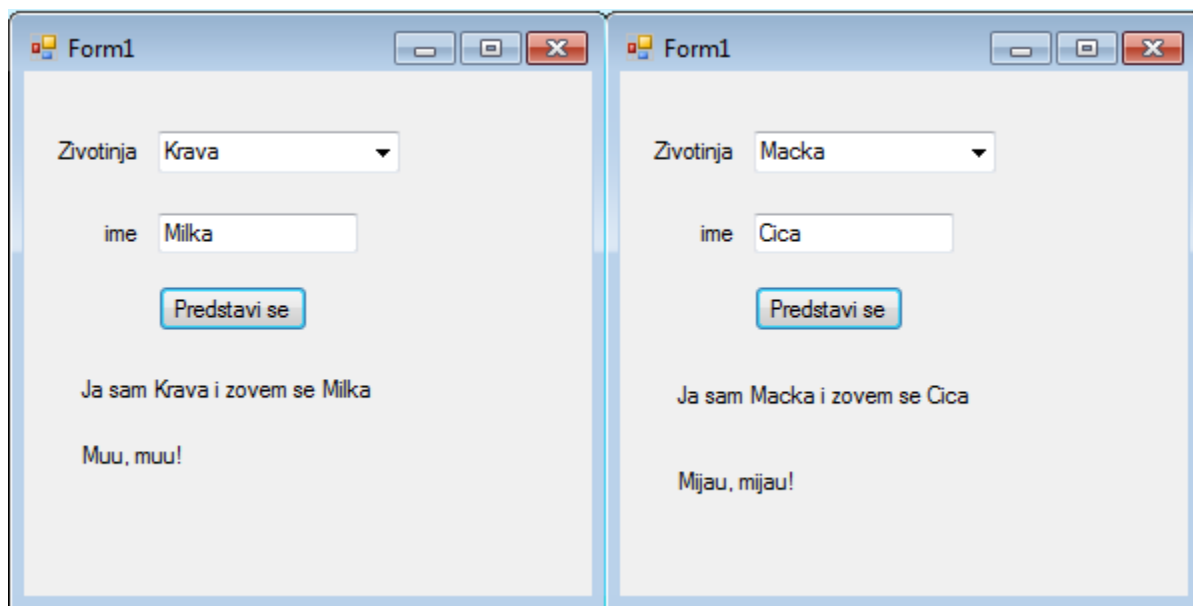 Form1
Zivotinja Krava
ime Milka
Predstavi se
Ja sam Krava i zovem se Milka
Muu, muu!
Form1
Zivotinja Macka
ime Cica
Predstavi se
Ja sam Macka i zovem se Cica
Mijau, mijau!